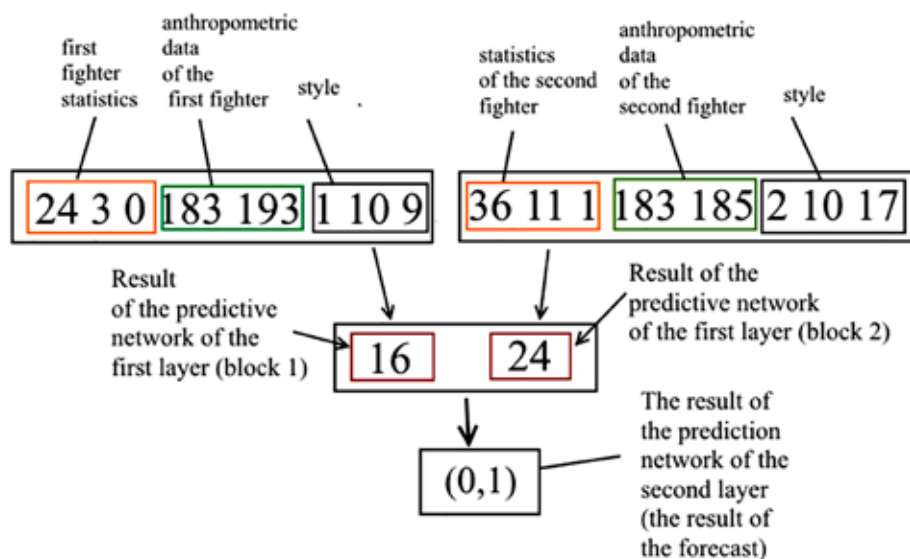 first
fighter
statistics
anthropometric
data
of the
first fighter
style
statistics
of the second
fighter
anthropometric
data
of the
second fighter
style
24 3 0 183 193 1 10 9
36 11 1 183 185 2 10 17
Result
of the predictive
network of the
first layer (block 1)
Result of the
predictive network
of the first layer (block 2)
16 24
(0,1)
The result of
the prediction
network of the
second layer
(the result of
the forecast)